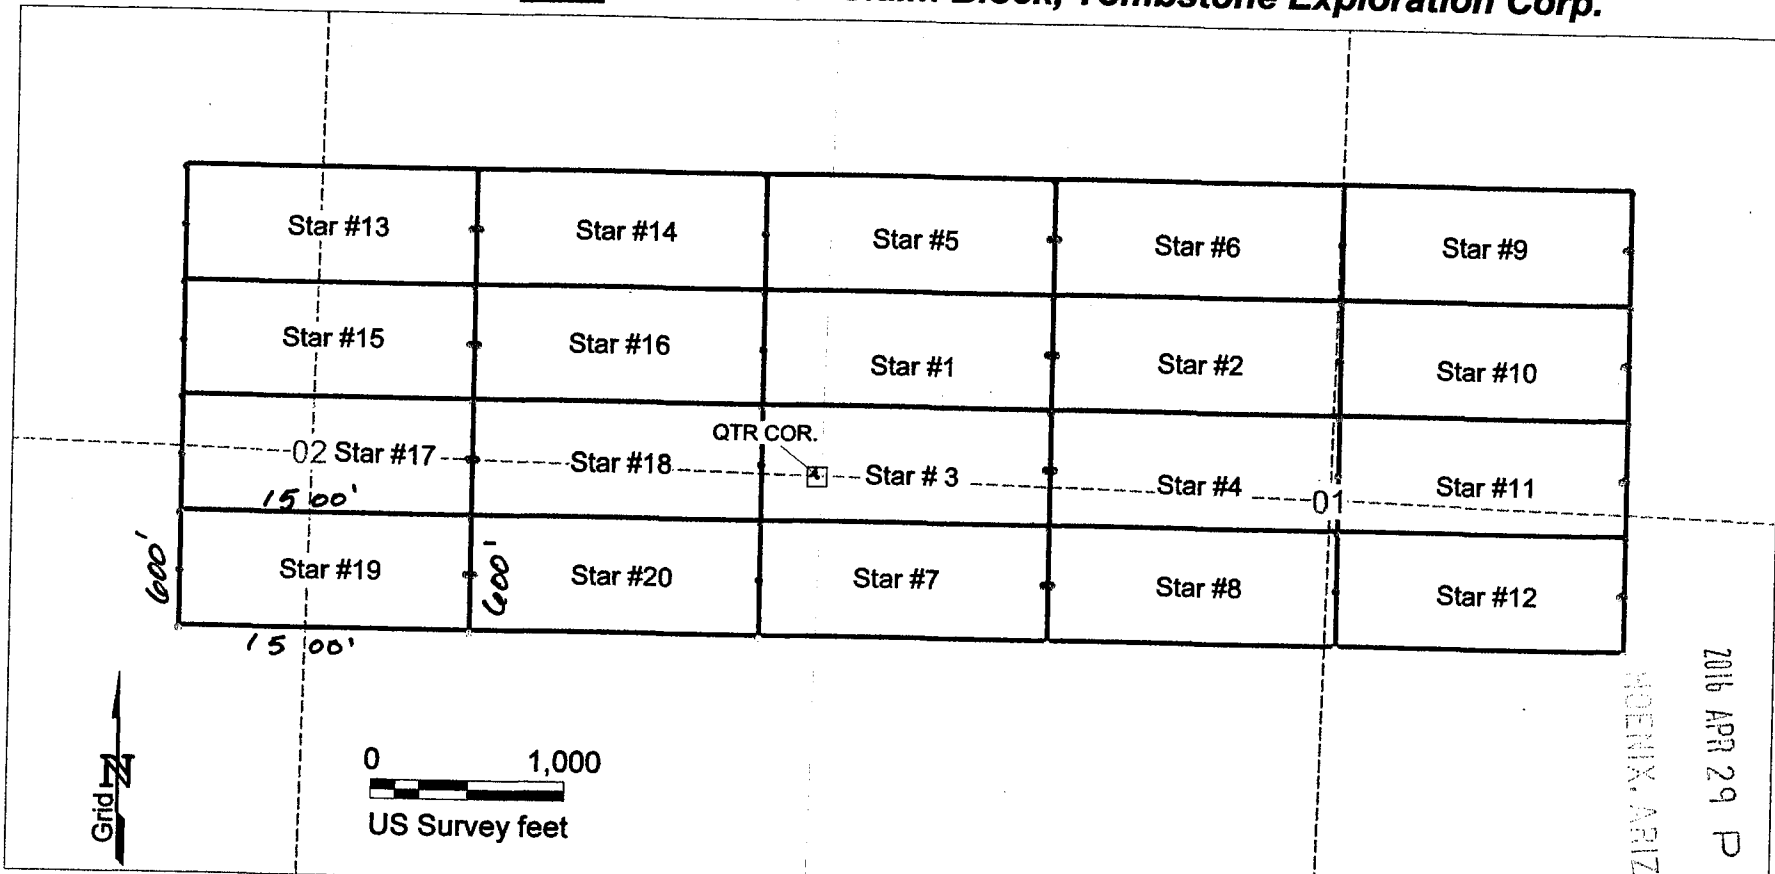 Block, Tombstone Exploration Corp.
Star #13 Star #14 Star #5 Star #6 Star #9
Star #15 Star #16 Star #1 Star #2 Star #10
QTR COR.
02 Star #17 Star #18 Star # 3 Star #4 01 Star #11
1500'
600' Star #19 600' Star #20 Star #7 Star #8 Star #12
1500'
Grid N
0 1,000
US Survey feet
2016 APR 29 P
HOENIX, ARIZ